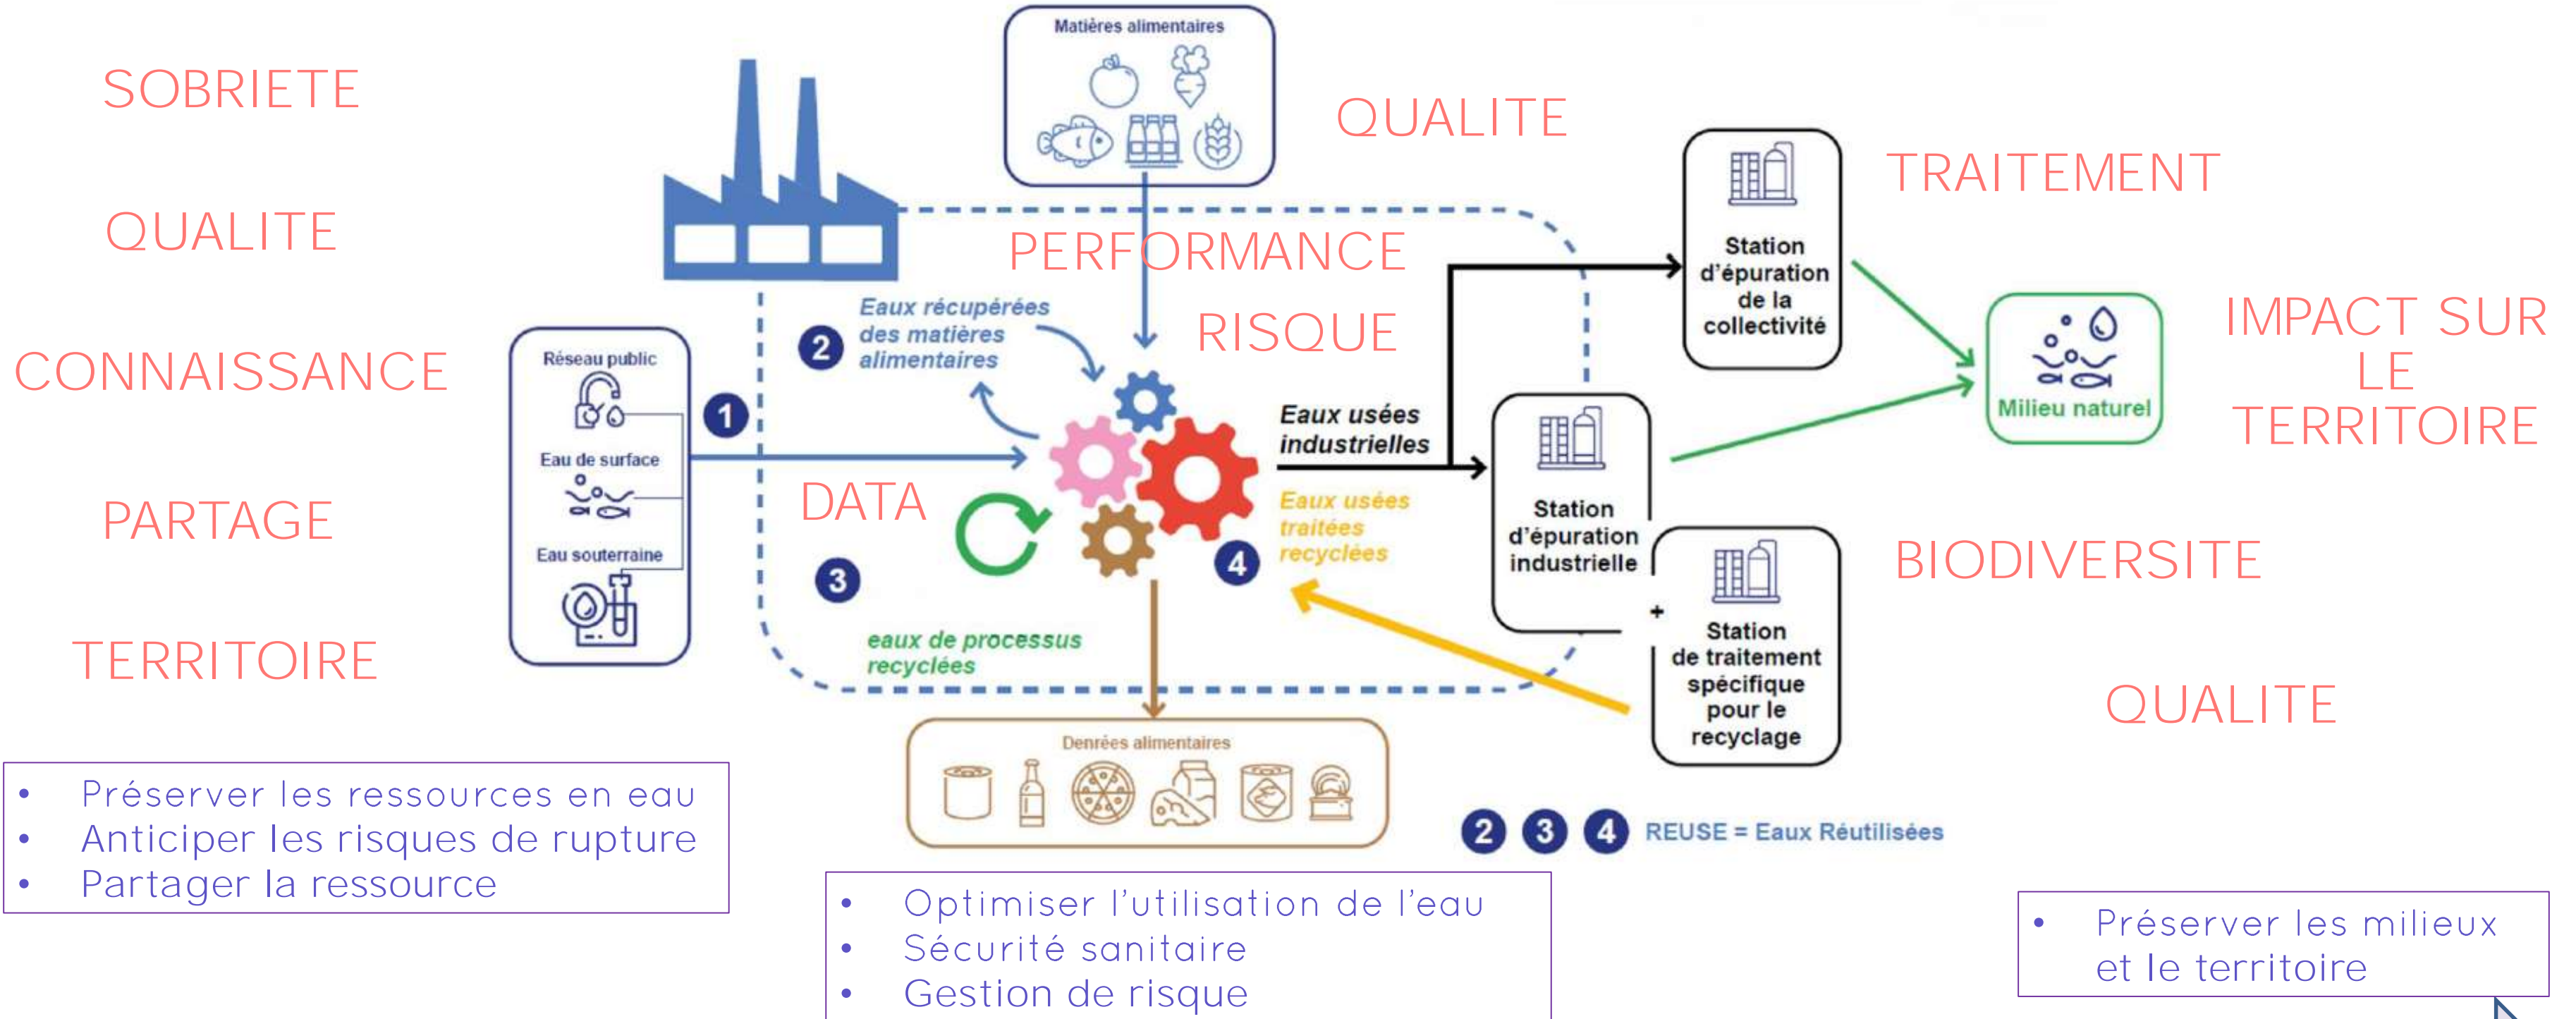 Matières alimentaires
SOBRIETE
QUALITE
QUALITE
TRAITEMENT
PERFORMANCE
RISQUE
CONNAISSANCE
PARTAGE
TERRITOIRE
Réseau public
Eau de surface
Eau souterraine
1
2
Eaux récupérées
des matières
alimentaires
DATA
3
eaux de processus
recyclées
Eaux usées
industrielles
Eaux usées
traitées
recyclées
4
Station
d'épuration
de la
collectivité
Station
d'épuration
industrielle
+
Station
de traitement
spécifique
pour le
recyclage
Milieu naturel
IMPACT SUR
LE
TERRITOIRE
BIODIVERSITE
QUALITE
Denrées alimentaires
2 3 4 REUSE = Eaux Réutilisées
• Préserver les ressources en eau
• Anticiper les risques de rupture
• Partager la ressource
• Optimiser l'utilisation de l'eau
• Sécurité sanitaire
• Gestion de risque
• Préserver les milieux
et le territoire